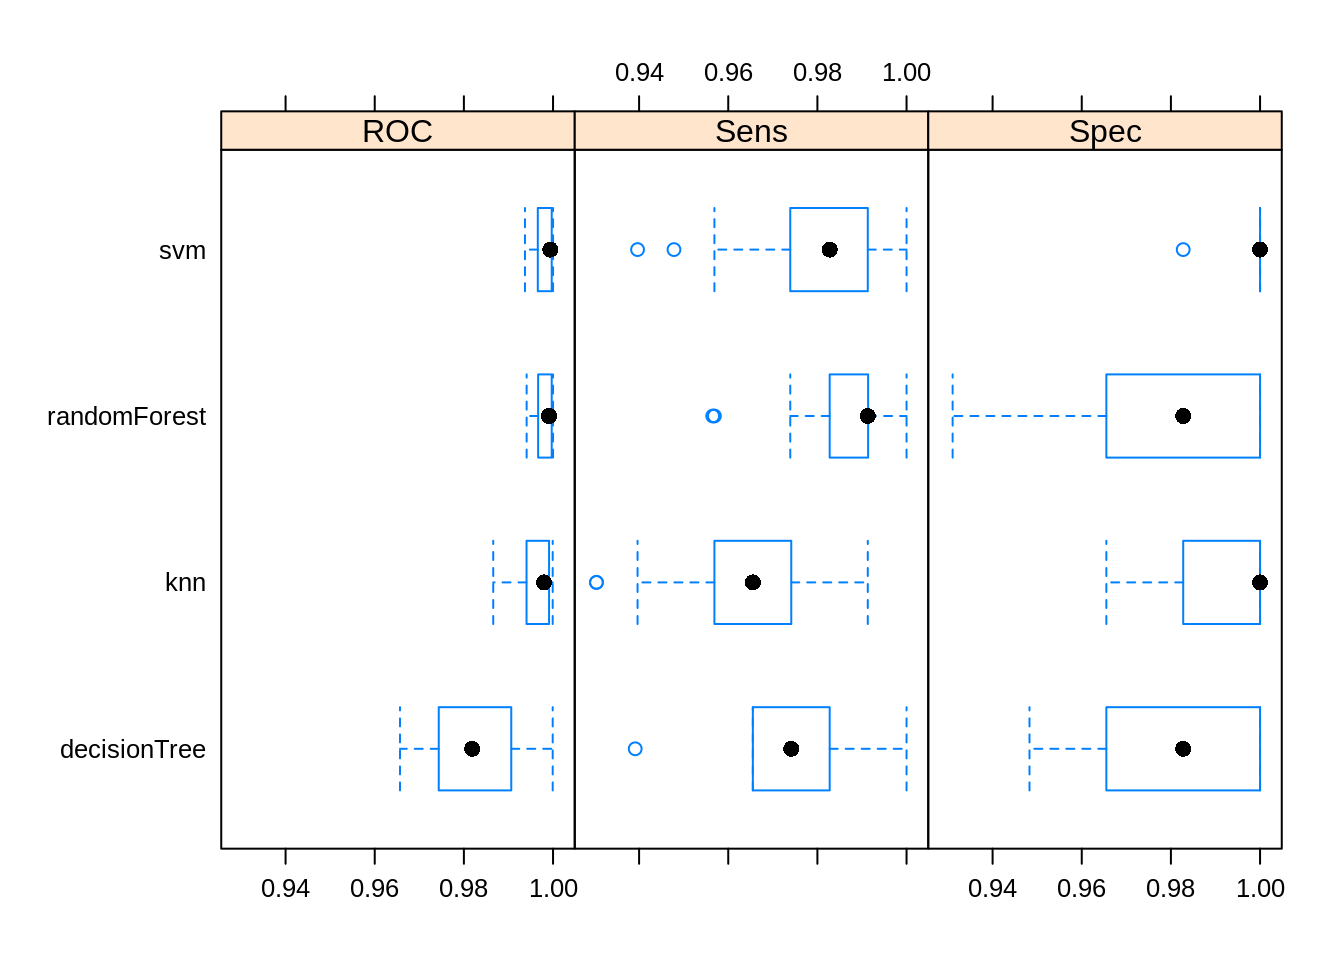 0.94 0.96 0.98 1.00
ROC Sens Spec
svm
randomForest
knn
decisionTree
0.94 0.96 0.98 1.00 0.94 0.96 0.98 1.00